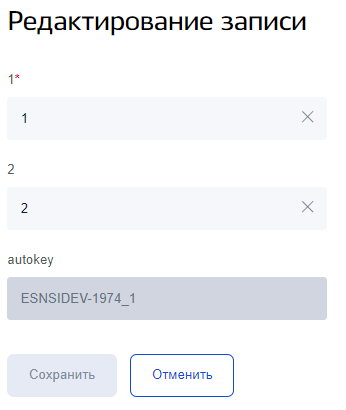 Редактирование записи
1*
1
2
2
autokey
ESNSIDEV-1974_1
Сохранить Отменить